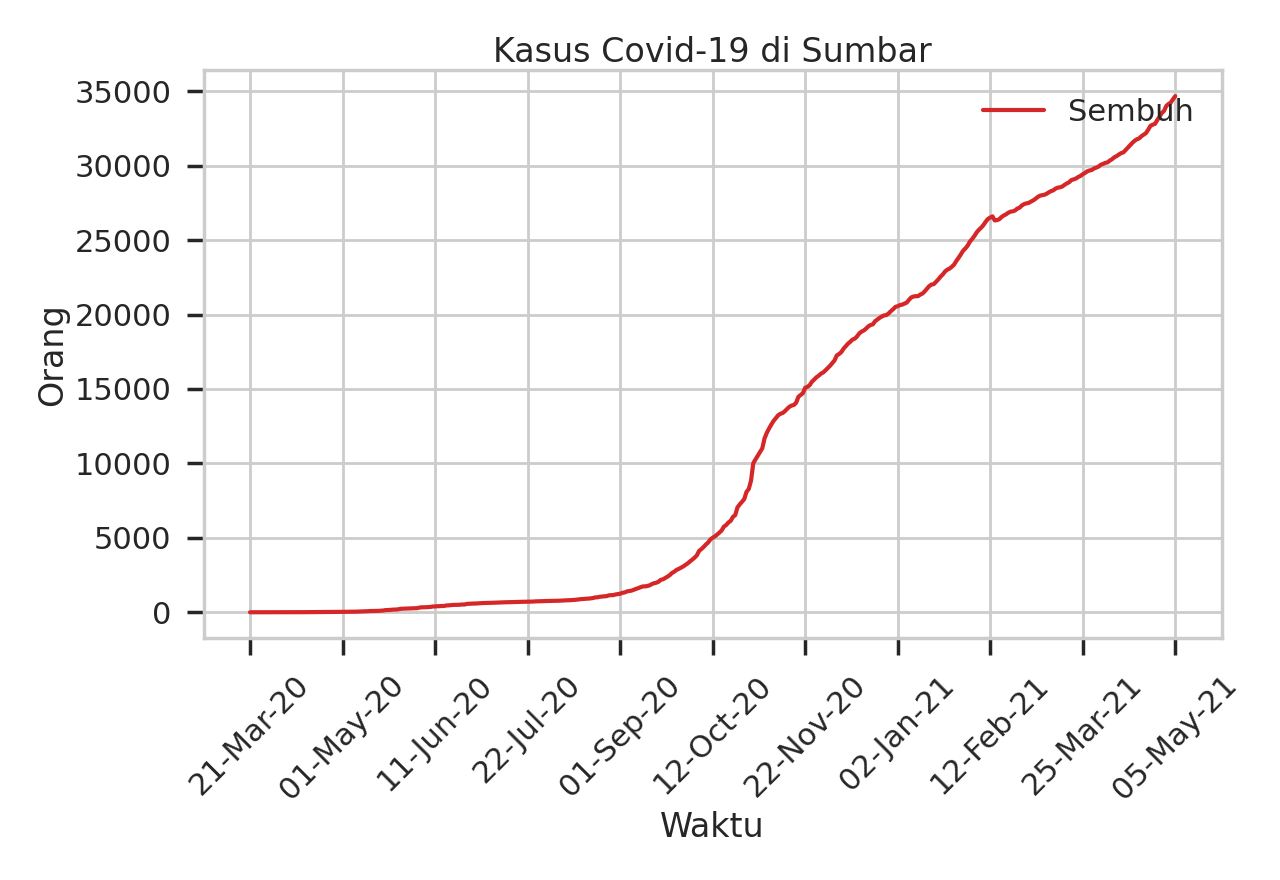 Kasus Covid-19 di Sumbar
Sembuh
Orang
35000
30000
25000
20000
15000
10000
5000
0
21-Mar-20
01-May-20
11-Jun-20
22-Jul-20
01-Sep-20
12-Oct-20
22-Nov-20
02-Jan-21
12-Feb-21
25-Mar-21
05-May-21
Waktu